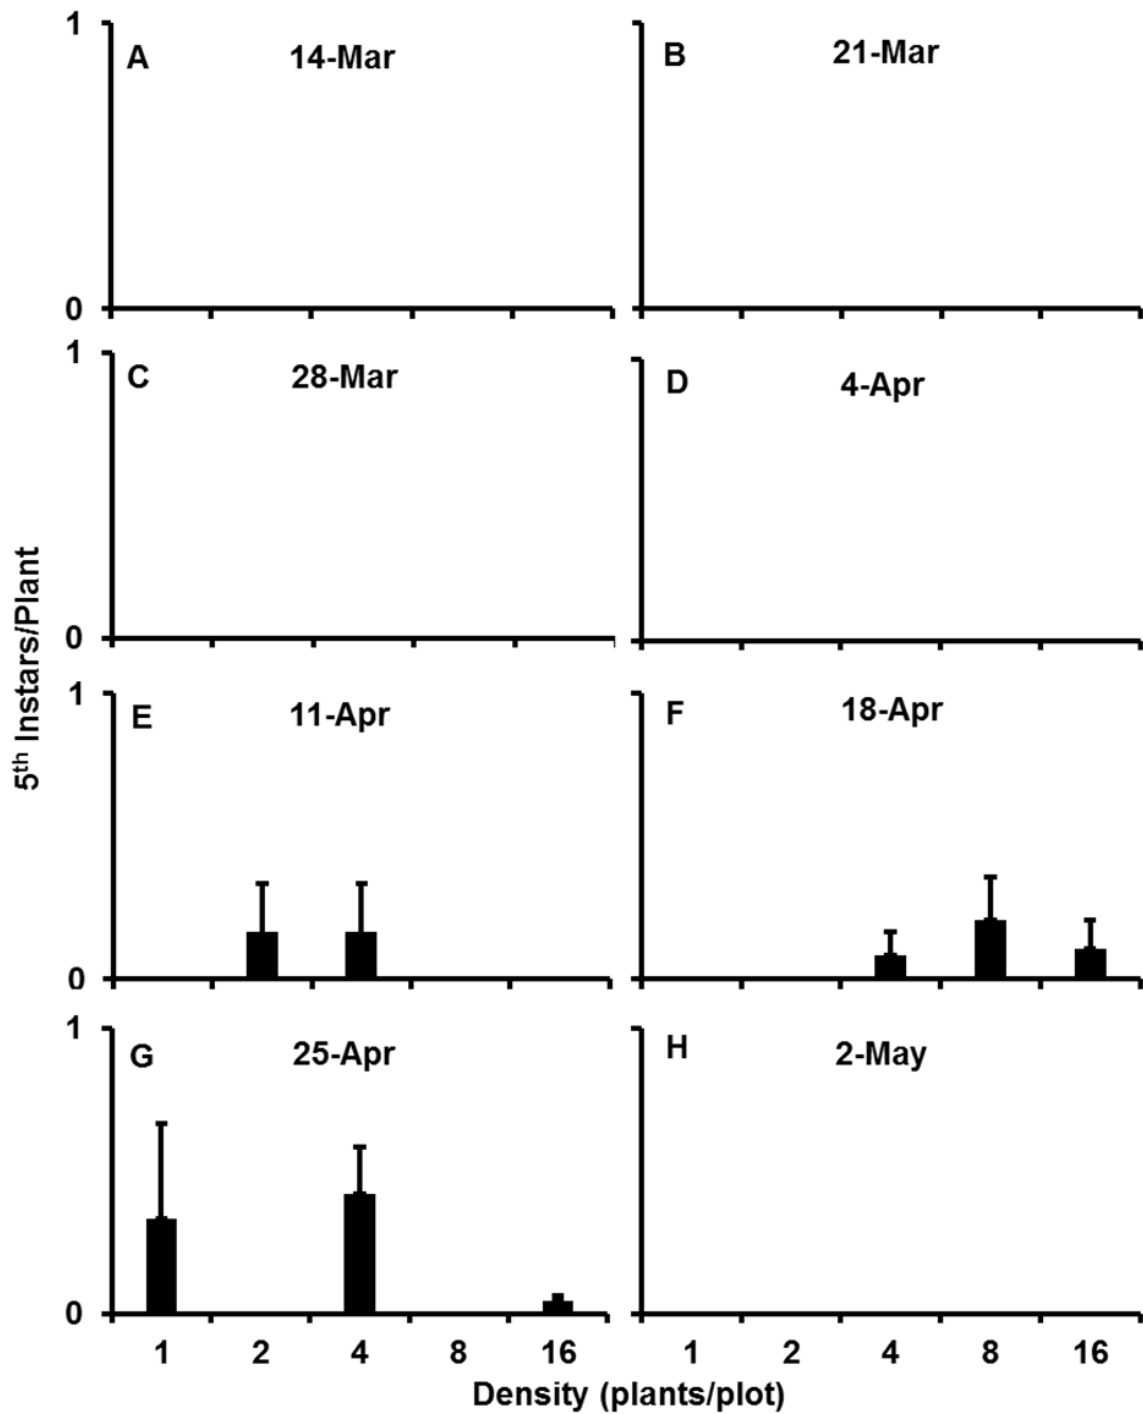 1
A
14-Mar
B
21-Mar
0
1
C
28-Mar
D
4-Apr
0
5th Instars/Plant
1
E
11-Apr
F
18-Apr
0
1
G
25-Apr
H
2-May
0
1 2 4 8 16
1 2 4 8 16
Density (plants/plot)